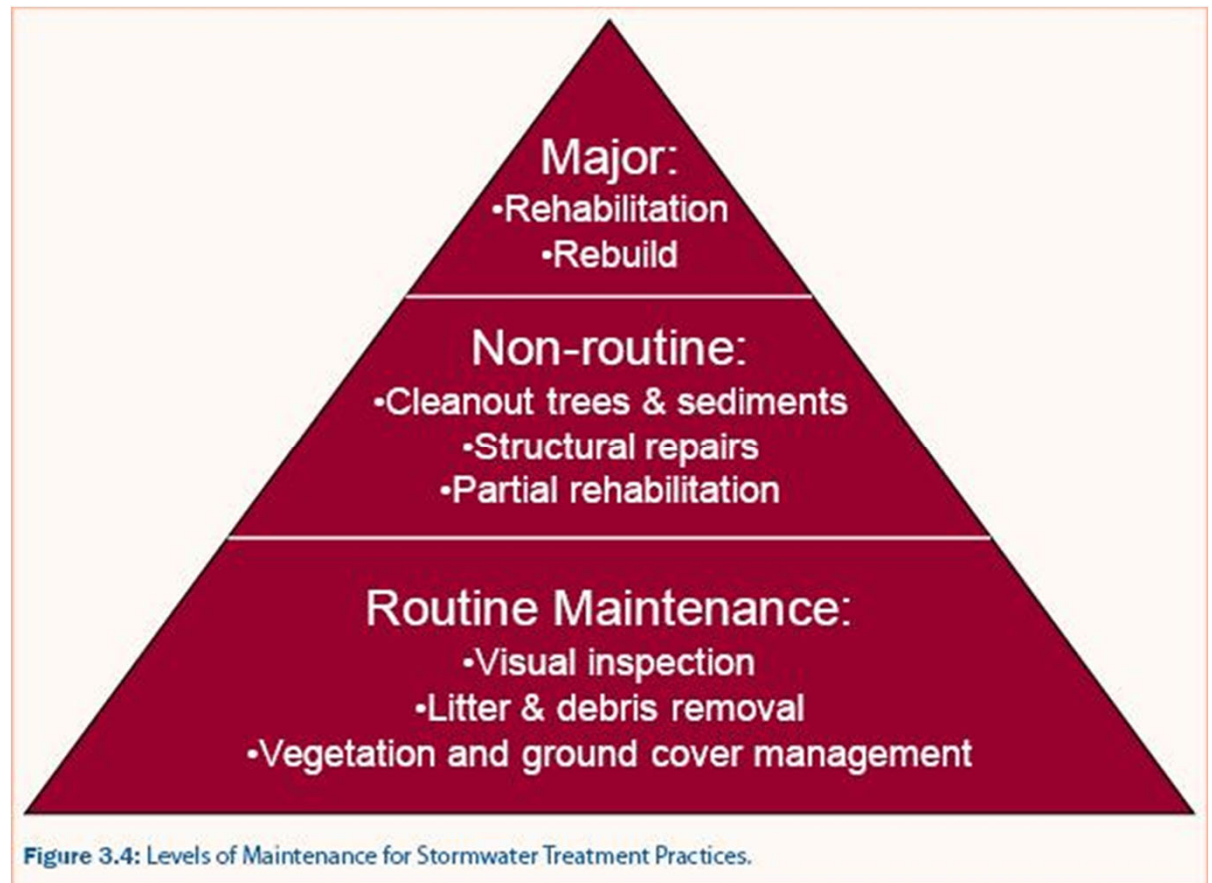 Major:
•Rehabilitation
•Rebuild
Non-routine:
•Cleanout trees & sediments
•Structural repairs
•Partial rehabilitation
Routine Maintenance:
•Visual inspection
•Litter & debris removal
•Vegetation and ground cover management
Figure 3.4: Levels of Maintenance for Stormwater Treatment Practices.